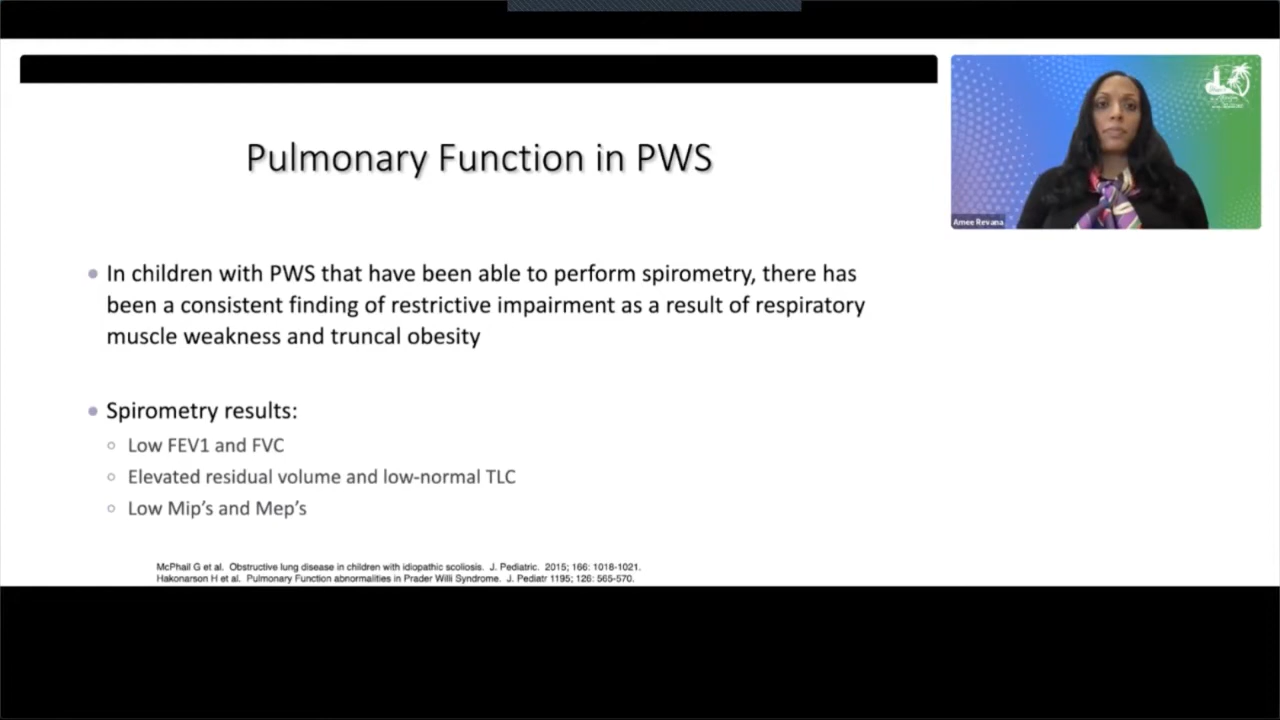 Pulmonary Function in PWS
Amee Revana
In children with PWS that have been able to perform spirometry, there has
been a consistent finding of restrictive impairment as a result of respiratory
muscle weakness and truncal obesity
Spirometry results:
Low FEV1 and FVC
Elevated residual volume and low-normal TLC
Low Mip’s and Mep’s
McPhail G et al. Obstructive lung disease in children with idiopathic scoliosis. J. Pediatric. 2015; 166: 1018-1021.
Hakonarson H et al. Pulmonary Function abnormalities in Prader Willi Syndrome. J. Pediatr 1195; 126: 565-570.